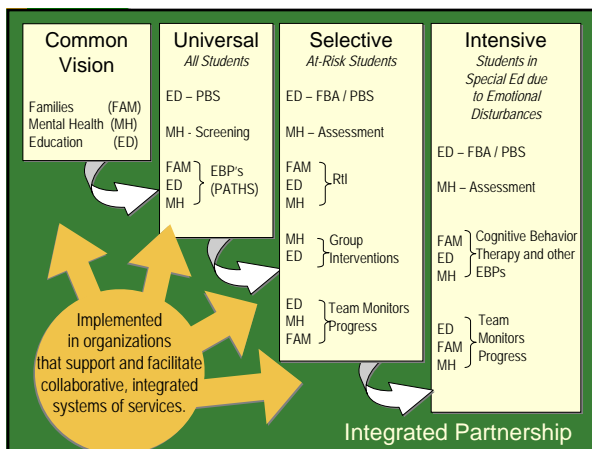 Common
Vision
Families (FAM)
Mental Health (MH)
Education (ED)
Universal
All Students
ED – PBS
MH - Screening
FAM
ED
MH
EBP's
(PATHS)
Selective
At-Risk Students
ED – FBA / PBS
MH – Assessment
FAM
ED
MH
RtI
MH
ED
Group
Interventions
ED
MH
FAM
Team Monitors
Progress
Intensive
Students in
Special Ed due
to Emotional
Disturbances
ED – FBA / PBS
MH – Assessment
FAM
ED
MH
Cognitive Behavior
Therapy and other
EBPs
ED
FAM
MH
Team
Monitors
Progress
Implemented
in organizations
that support and facilitate
collaborative, integrated
systems of services.
Integrated Partnership